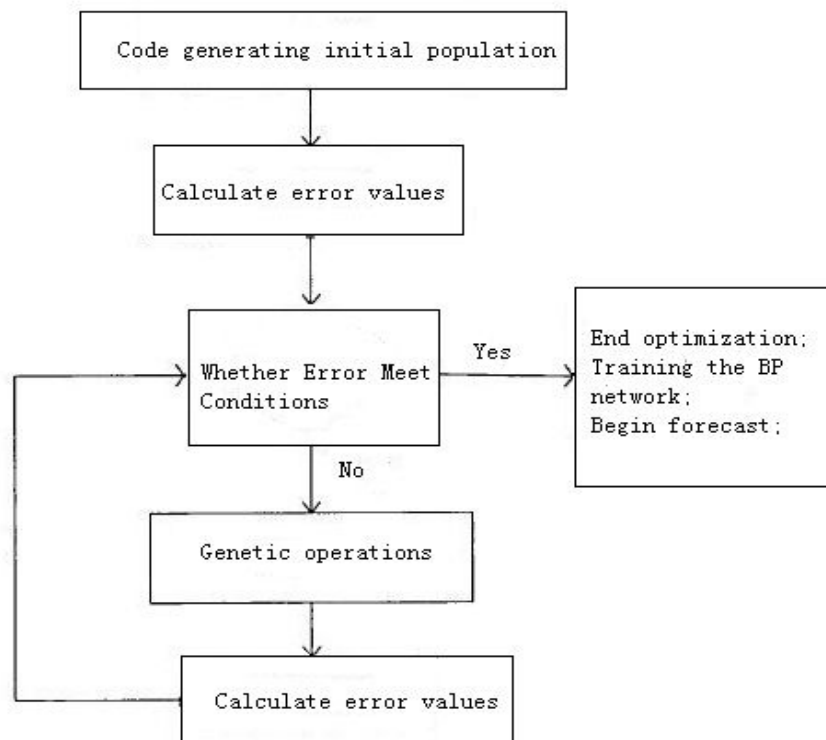 Code generating initial population
Calculate error values
Whether Error Meet
Conditions
Yes
End optimization;
Training the BP
network;
Begin forecast;
No
Genetic operations
Calculate error values